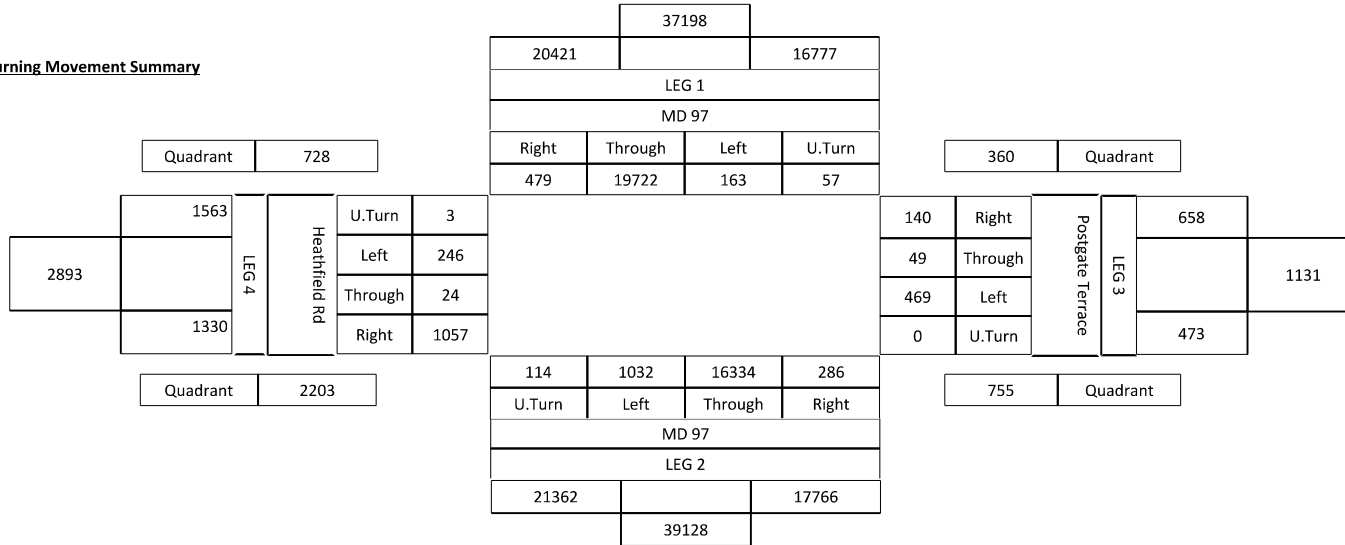 37198
20421 16777
urning Movement Summary
LEG 1
MD 97
Right Through Left U.Turn
479 19722 163 57
Quadrant 728
360 Quadrant
1563
2893
1330
LEG 4
Heathfield Rd
U.Turn 3
Left 246
Through 24
Right 1057
140 Right
49 Through
469 Left
0 U.Turn
Postgate Terrace
LEG 3
658
1131
473
Quadrant 2203
755 Quadrant
114 1032 16334 286
U.Turn Left Through Right
MD 97
LEG 2
21362 17766
39128